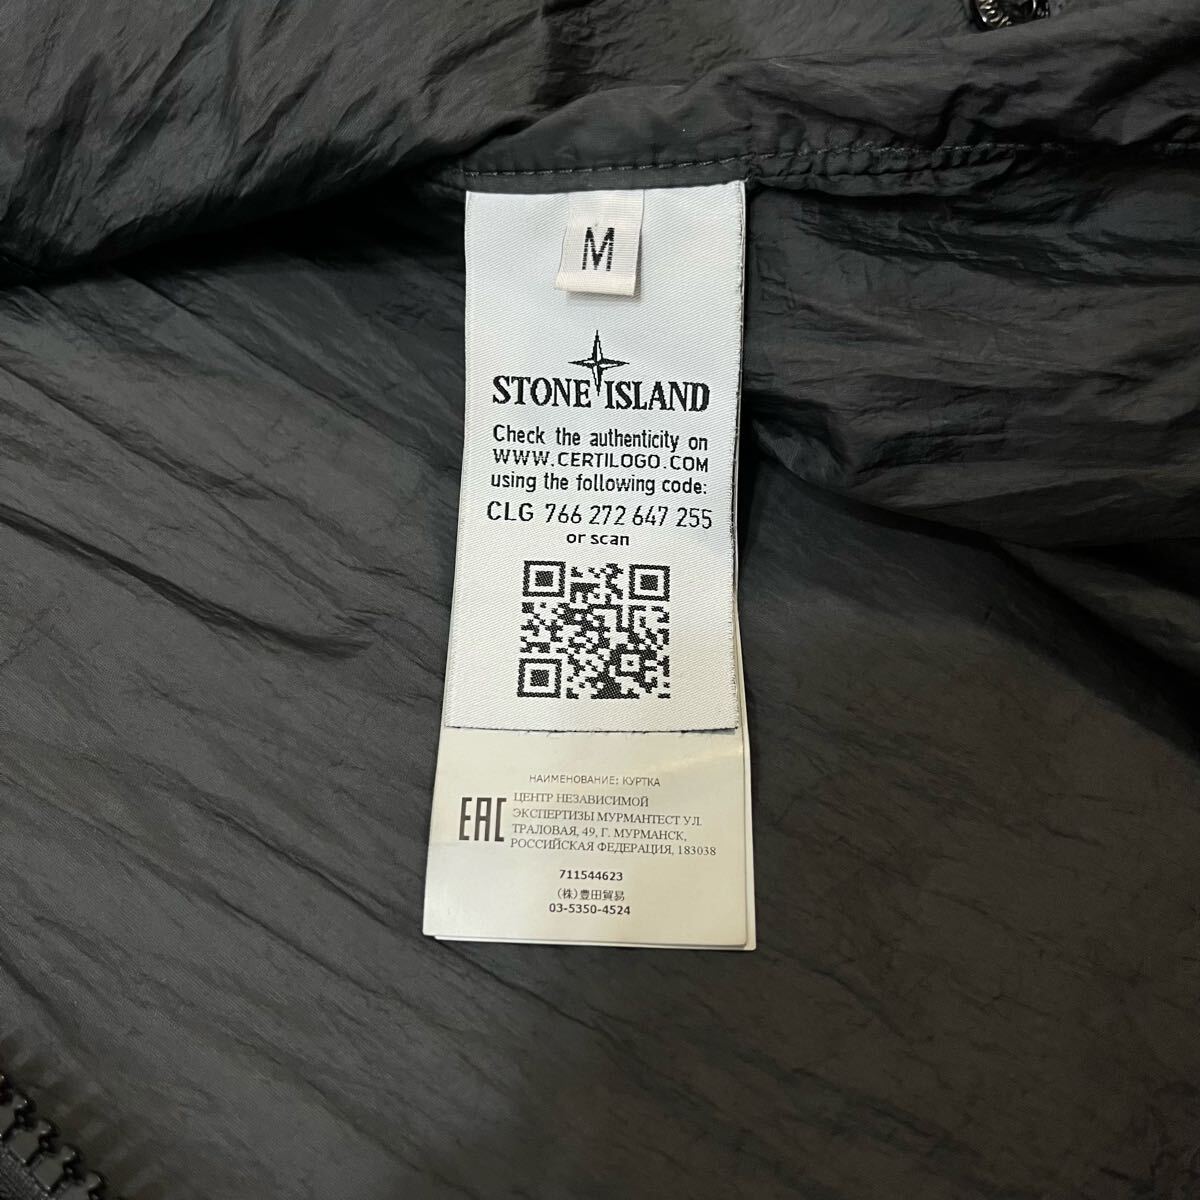 M
STONE ISLAND
Check the authenticity on
WWW.CERTILOGO.COM
using the following code:
CLG 766 272 647 255
or scan
НАИМЕНОВАНИЕ: КУРТКА
EAC
ЦЕНТР НЕЗАВИСИМОЙ
ЭКСПЕРТИЗЫ МУРМАНТЕСТ УЛ.
ТРАЛОВАЯ, 49, Г. МУРМАНСК,
РОССИЙСКАЯ ФЕДЕРАЦИЯ, 183038
711544623
(株)豊田貿易
03-5350-4524